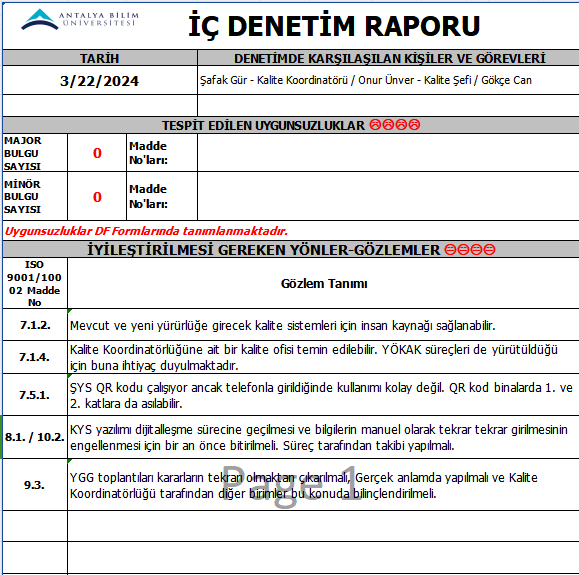 ANTALYA BİLİM
ÜNİVERSİTESİ
İÇ DENETİM RAPORU
TARİH
DENETİMDE KARŞILAŞILAN KİŞİLER VE GÖREVLERİ
3/22/2024
Şafak Gür - Kalite Koordinatörü / Onur Ünver - Kalite Şefi / Gökçe Can
TESPİT EDİLEN UYGUNSUZLUKLAR
MAJOR
BULGU
SAYISI
0
Madde
No'ları:
MİNÖR
BULGU
SAYISI
0
Madde
No'ları:
Uygunsuzluklar DF Formlarında tanımlanmaktadır.
İYİLEŞTİRİLMESİ GEREKEN YÖNLER-GÖZLEMLER
ISO
9001/100
02 Madde
No
Gözlem Tanımı
7.1.2.
Mevcut ve yeni yürürlüğe girecek kalite sistemleri için insan kaynağı sağlanabilir.
7.1.4.
Kalite Koordinatörlüğüne ait bir kalite ofisi temin edilebilir. YÖKAK süreçleri de yürütüldüğü
için buna ihtiyaç duyulmaktadır.
7.5.1.
ŞYS QR kodu çalışıyor ancak telefonla girildiğinde kullanımı kolay değil. QR kod binalarda 1. ve
2. katlara da asılabilir.
8.1. / 10.2.
KYS yazılımı dijitalleşme sürecine geçilmesi ve bilgilerin manuel olarak tekrar tekrar girilmesinin
engellenmesi için bir an önce bitirilmeli. Süreç tarafından takibi yapılmalı.
9.3.
YGG toplantıları kararların tekrarı olmaktan çıkarılmalı, Gerçek anlamda yapılmalı ve Kalite
Koordinatörlüğü tarafından diğer birimler bu konuda bilinçlendirilmeli.
Page 1